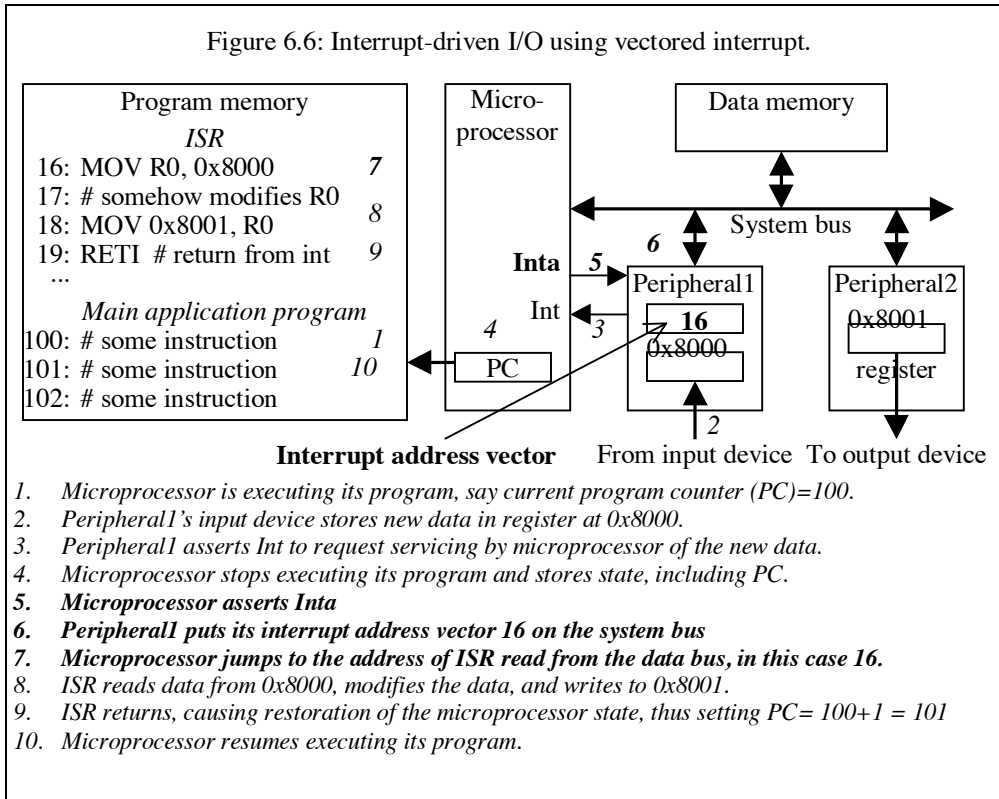 Figure 6.6: Interrupt-driven I/O using vectored interrupt.
Program memory
ISR
16: MOV R0, 0x8000 7
17: # somehow modifies R0
18: MOV 0x8001, R0 8
19: RETI # return from int 9
...
Main application program
100: # some instruction 1
101: # some instruction 10
102: # some instruction
Micro-
processor
Inta
5
Int
3
4
PC
Data memory
System bus
6
Peripheral1
16
0x8000
2
Peripheral2
0x8001
register
Interrupt address vector
From input device
To output device
1. Microprocessor is executing its program, say current program counter (PC)=100.
2. Peripheral1’s input device stores new data in register at 0x8000.
3. Peripheral1 asserts Int to request servicing by microprocessor of the new data.
4. Microprocessor stops executing its program and stores state, including PC.
5. Microprocessor asserts Inta
6. Peripheral1 puts its interrupt address vector 16 on the system bus
7. Microprocessor jumps to the address of ISR read from the data bus, in this case 16.
8. ISR reads data from 0x8000, modifies the data, and writes to 0x8001.
9. ISR returns, causing restoration of the microprocessor state, thus setting PC= 100+1 = 101
10. Microprocessor resumes executing its program.